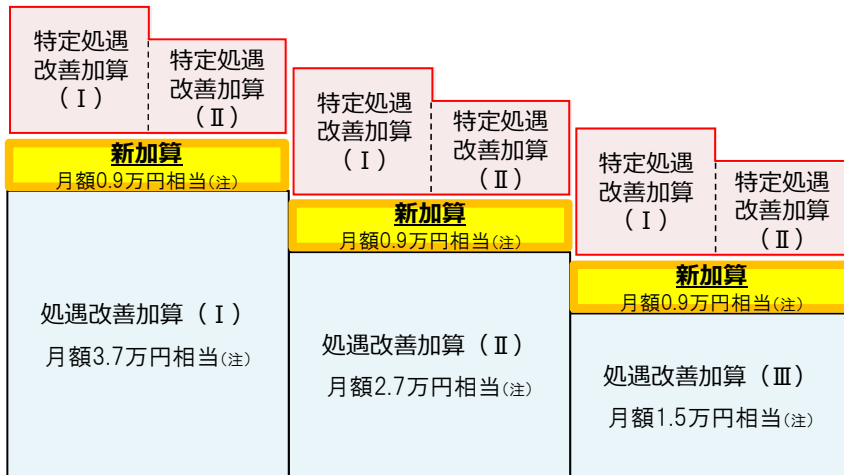 特定処遇
改善加算
（Ⅰ）
特定処遇
改善加算
（Ⅱ）
新加算
月額0.9万円相当(注)
処遇改善加算（Ⅰ）
月額3.7万円相当(注)
特定処遇
改善加算
（Ⅰ）
特定処遇
改善加算
（Ⅱ）
新加算
月額0.9万円相当(注)
処遇改善加算（Ⅱ）
月額2.7万円相当(注)
特定処遇
改善加算
（Ⅰ）
特定処遇
改善加算
（Ⅱ）
新加算
月額0.9万円相当(注)
処遇改善加算（Ⅲ）
月額1.5万円相当(注)